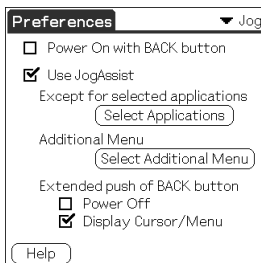 Preferences Jog
Power On with BACK button
Use JogAssist
Except for selected applications
Select Applications
Additional Menu
Select Additional Menu
Extended push of BACK button
Power Off
Display Cursor/Menu
Help